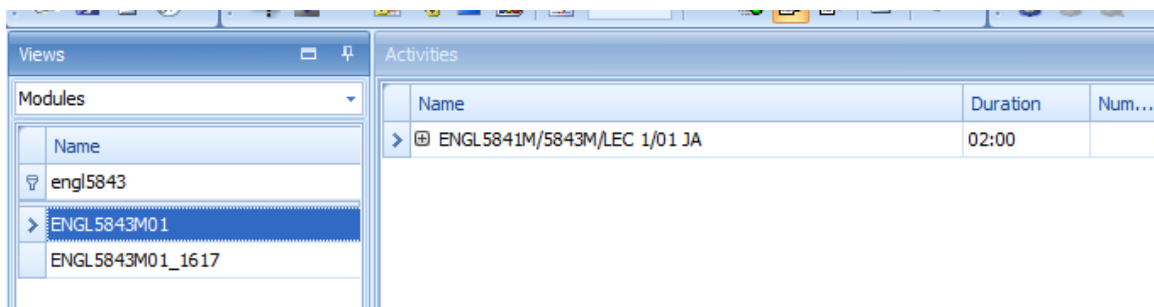 Views
Modules
Name
engl5843
ENGL5843M01
ENGL5843M01_1617
Activities
Name Duration Num...
ENGL5841M/5843M/LEC 1/01 JA 02:00